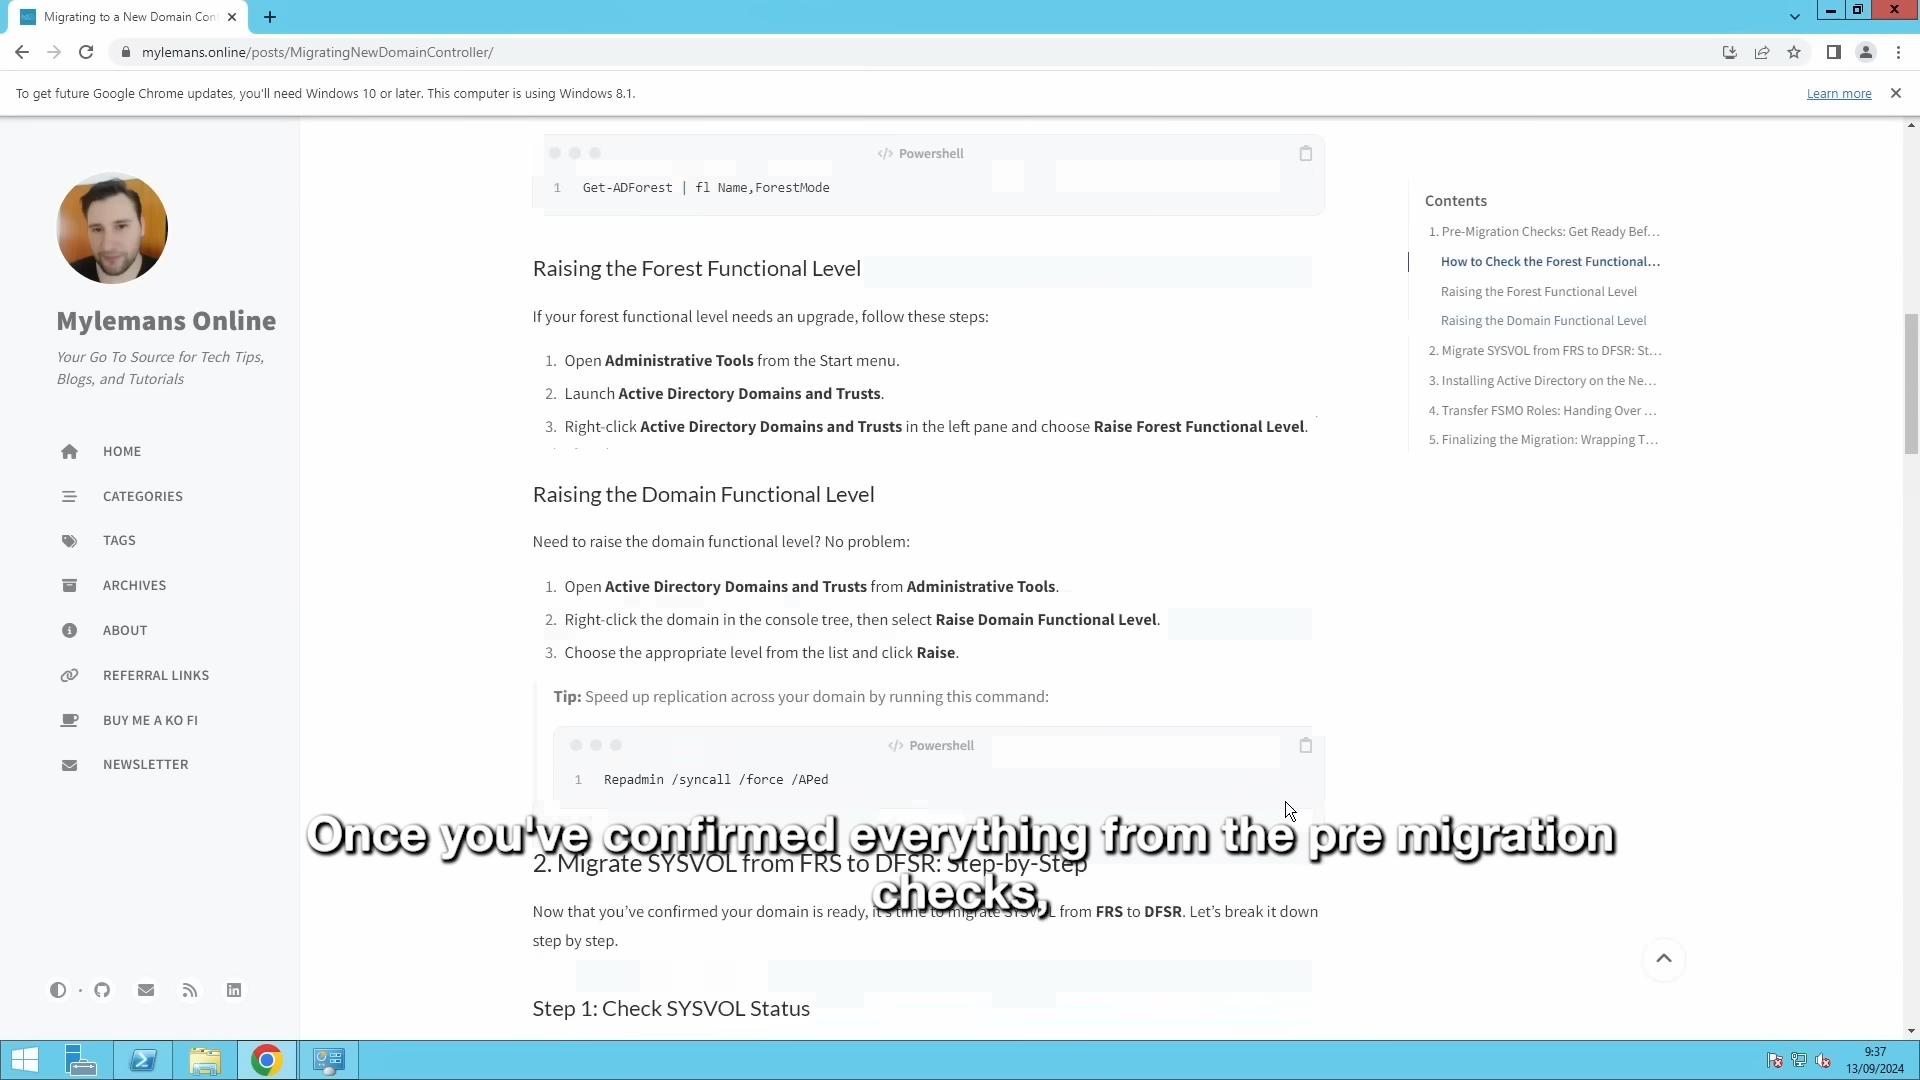 Migrating to a New Domain Cont
mylemans.online/posts/MigratingNewDomainController/
To get future Google Chrome updates, you'll need Windows 10 or later. This computer is using Windows 8.1.
Learn more
Mylemans Online
Your Go To Source for Tech Tips,
Blogs, and Tutorials
HOME
CATEGORIES
TAGS
ARCHIVES
ABOUT
REFERRAL LINKS
BUY ME A KO FI
NEWSLETTER
</> Powershell
1 Get-ADForest | fl Name,ForestMode
Raising the Forest Functional Level
If your forest functional level needs an upgrade, follow these steps:
1. Open Administrative Tools from the Start menu.
2. Launch Active Directory Domains and Trusts.
3. Right-click Active Directory Domains and Trusts in the left pane and choose Raise Forest Functional Level.
Raising the Domain Functional Level
Need to raise the domain functional level? No problem:
1. Open Active Directory Domains and Trusts from Administrative Tools.
2. Right-click the domain in the console tree, then select Raise Domain Functional Level.
3. Choose the appropriate level from the list and click Raise.
Tip: Speed up replication across your domain by running this command:
</> Powershell
1 Repadmin /syncall /force /APed
Once you've confirmed everything from the pre migration
checks,
2. Migrate SYSVOL from FRS to DFSR: Step-by-Step
Now that you’ve confirmed your domain is ready, it’s time to migrate SYSVOL from FRS to DFSR. Let’s break it down
step by step.
Step 1: Check SYSVOL Status
Contents
1. Pre-Migration Checks: Get Ready Bef...
How to Check the Forest Functional...
Raising the Forest Functional Level
Raising the Domain Functional Level
2. Migrate SYSVOL from FRS to DFSR: St...
3. Installing Active Directory on the Ne...
4. Transfer FSMO Roles: Handing Over ...
5. Finalizing the Migration: Wrapping T...
9:37
13/09/2024